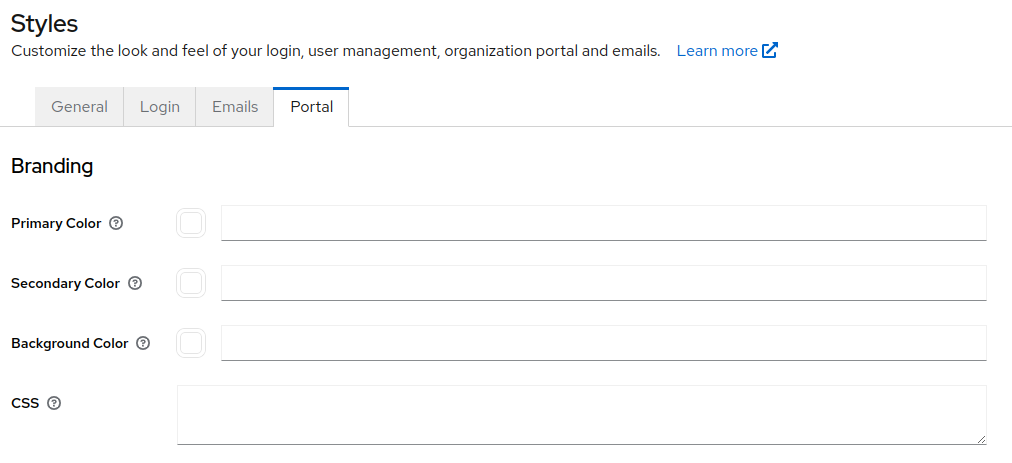 Styles
Customize the look and feel of your login, user management, organization portal and emails. Learn more
General Login Emails Portal
Branding
Primary Color
Secondary Color
Background Color
CSS